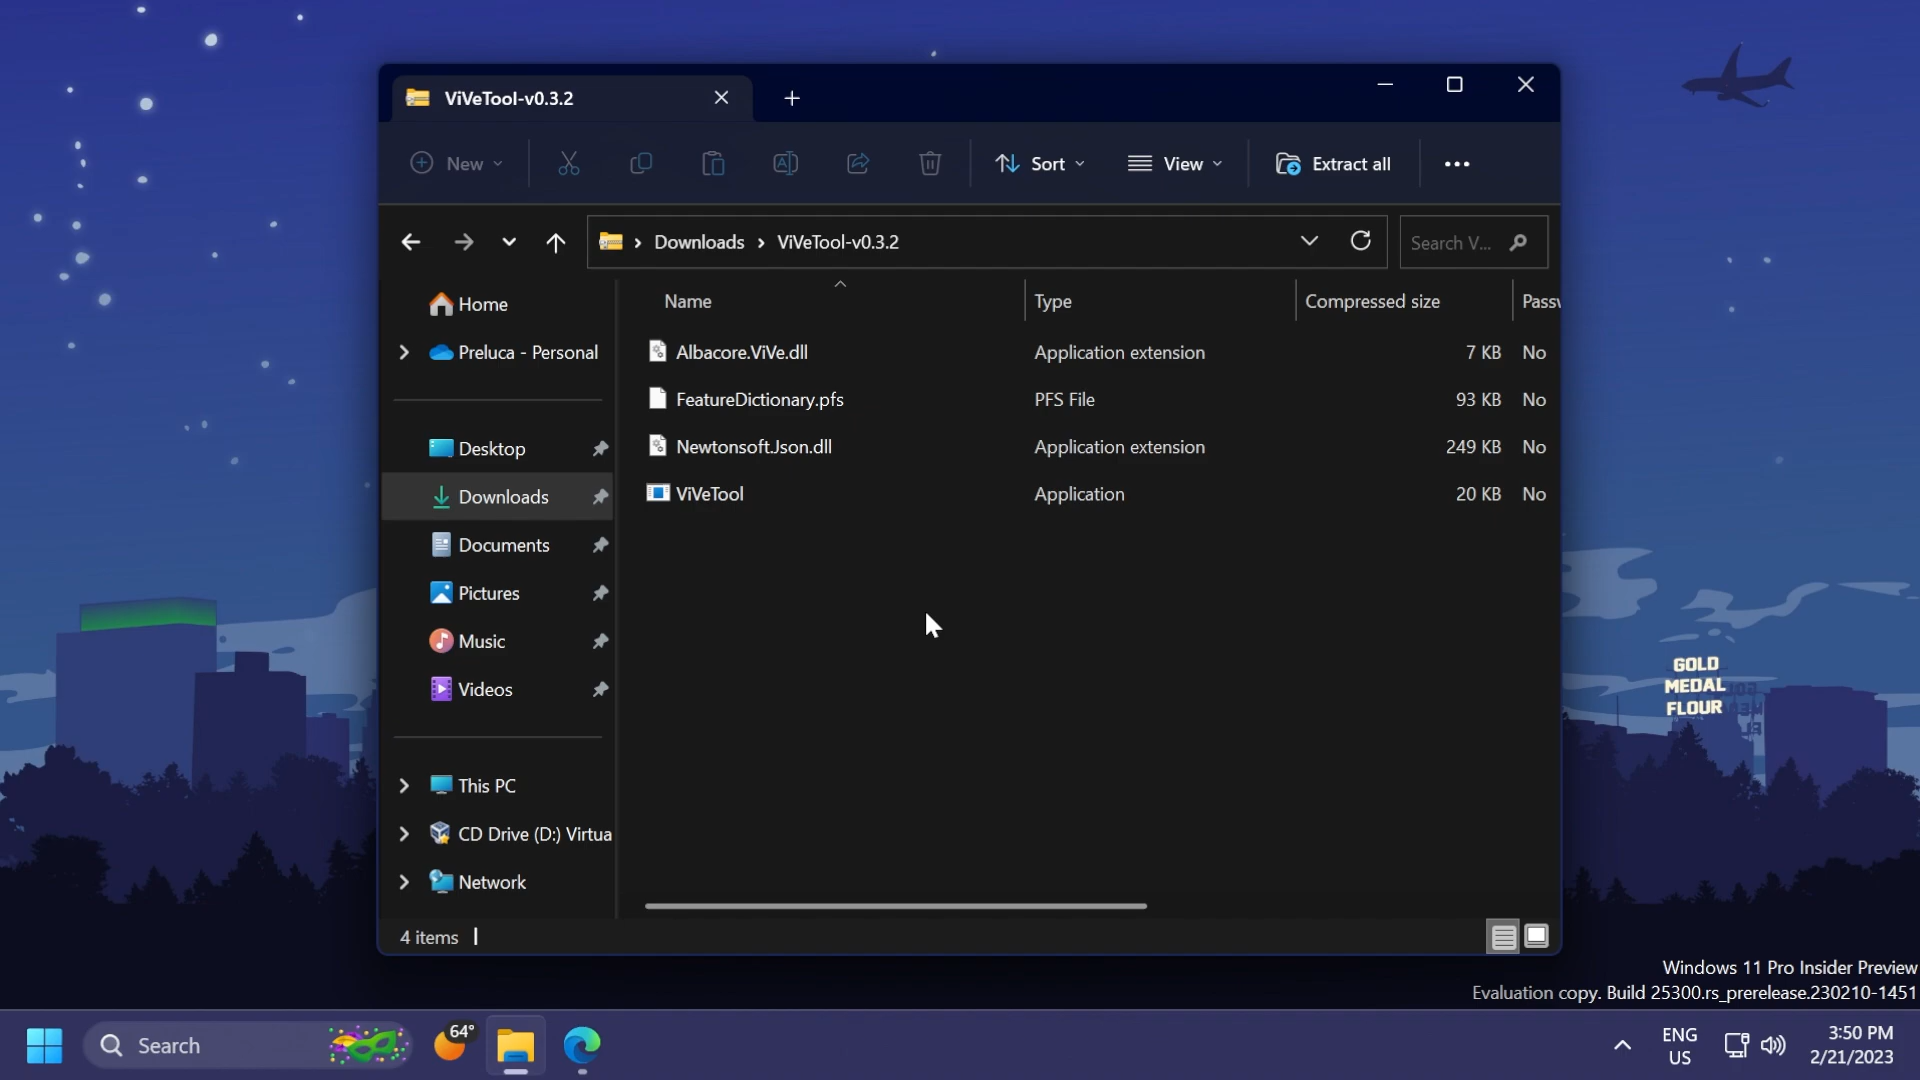 ViVeTool-v0.3.2
New
Sort
View
Extract all
Downloads
ViVeTool-v0.3.2
Search V...
Name
Type
Compressed size
Passw
Home
Preluca - Personal
Desktop
Downloads
Documents
Pictures
Music
Videos
This PC
CD Drive (D:) Virtua
Network
Albacore.ViVe.dll
Application extension
7 KB
No
FeatureDictionary.pfs
PFS File
93 KB
No
Newtonsoft.Json.dll
Application extension
249 KB
No
ViVeTool
Application
20 KB
No
4 items
GOLD
MEDAL
FLOUR
Windows 11 Pro Insider Preview
Evaluation copy. Build 25300.rs_prerelease.230210-1451
Search
64°
ENG
US
3:50 PM
2/21/2023